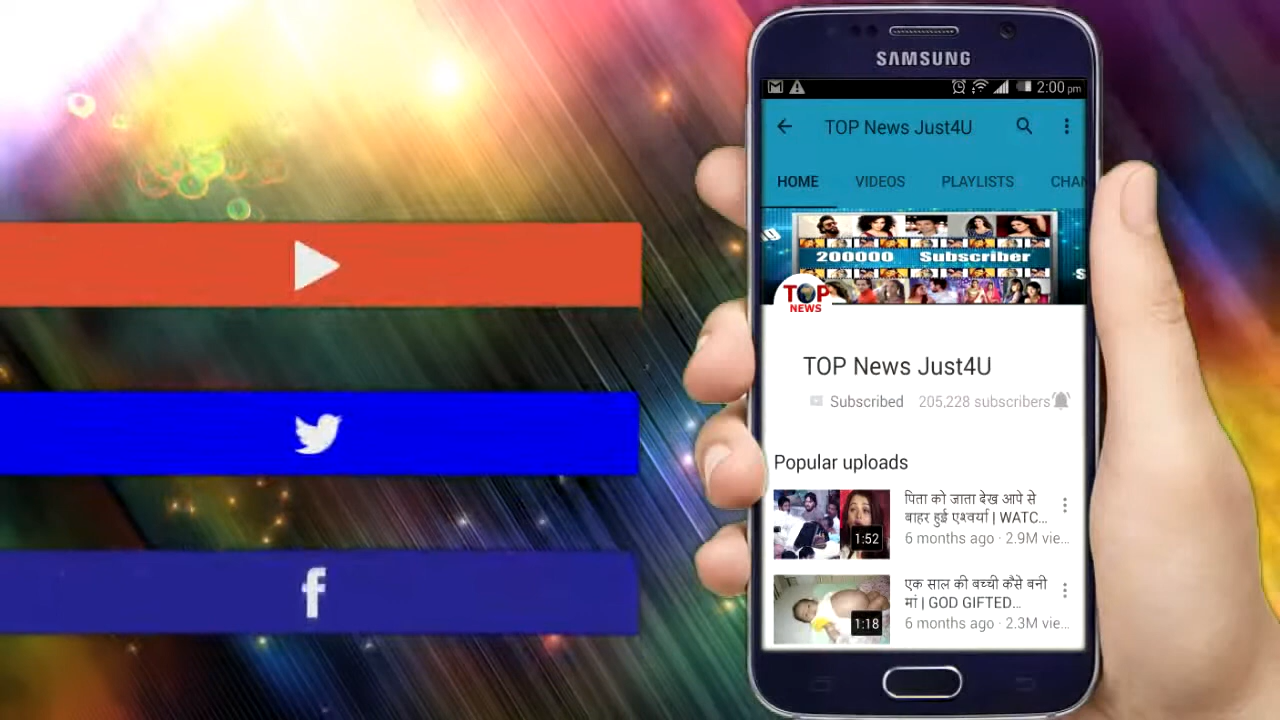 SAMSUNG
2:00 pm
TOP News Just4U
HOME VIDEOS PLAYLISTS CHAN
200000 Subscriber
TOP
NEWS
TOP News Just4U
Subscribed 205,228 subscribers
Popular uploads
पिता को जाता देख आपे से
बाहर हुई एश्वर्या | WATC...
6 months ago · 2.9M vie...
1:52
एक साल की बच्ची कैसे बनी
मां | GOD GIFTED...
6 months ago · 2.3M vie...
1:18